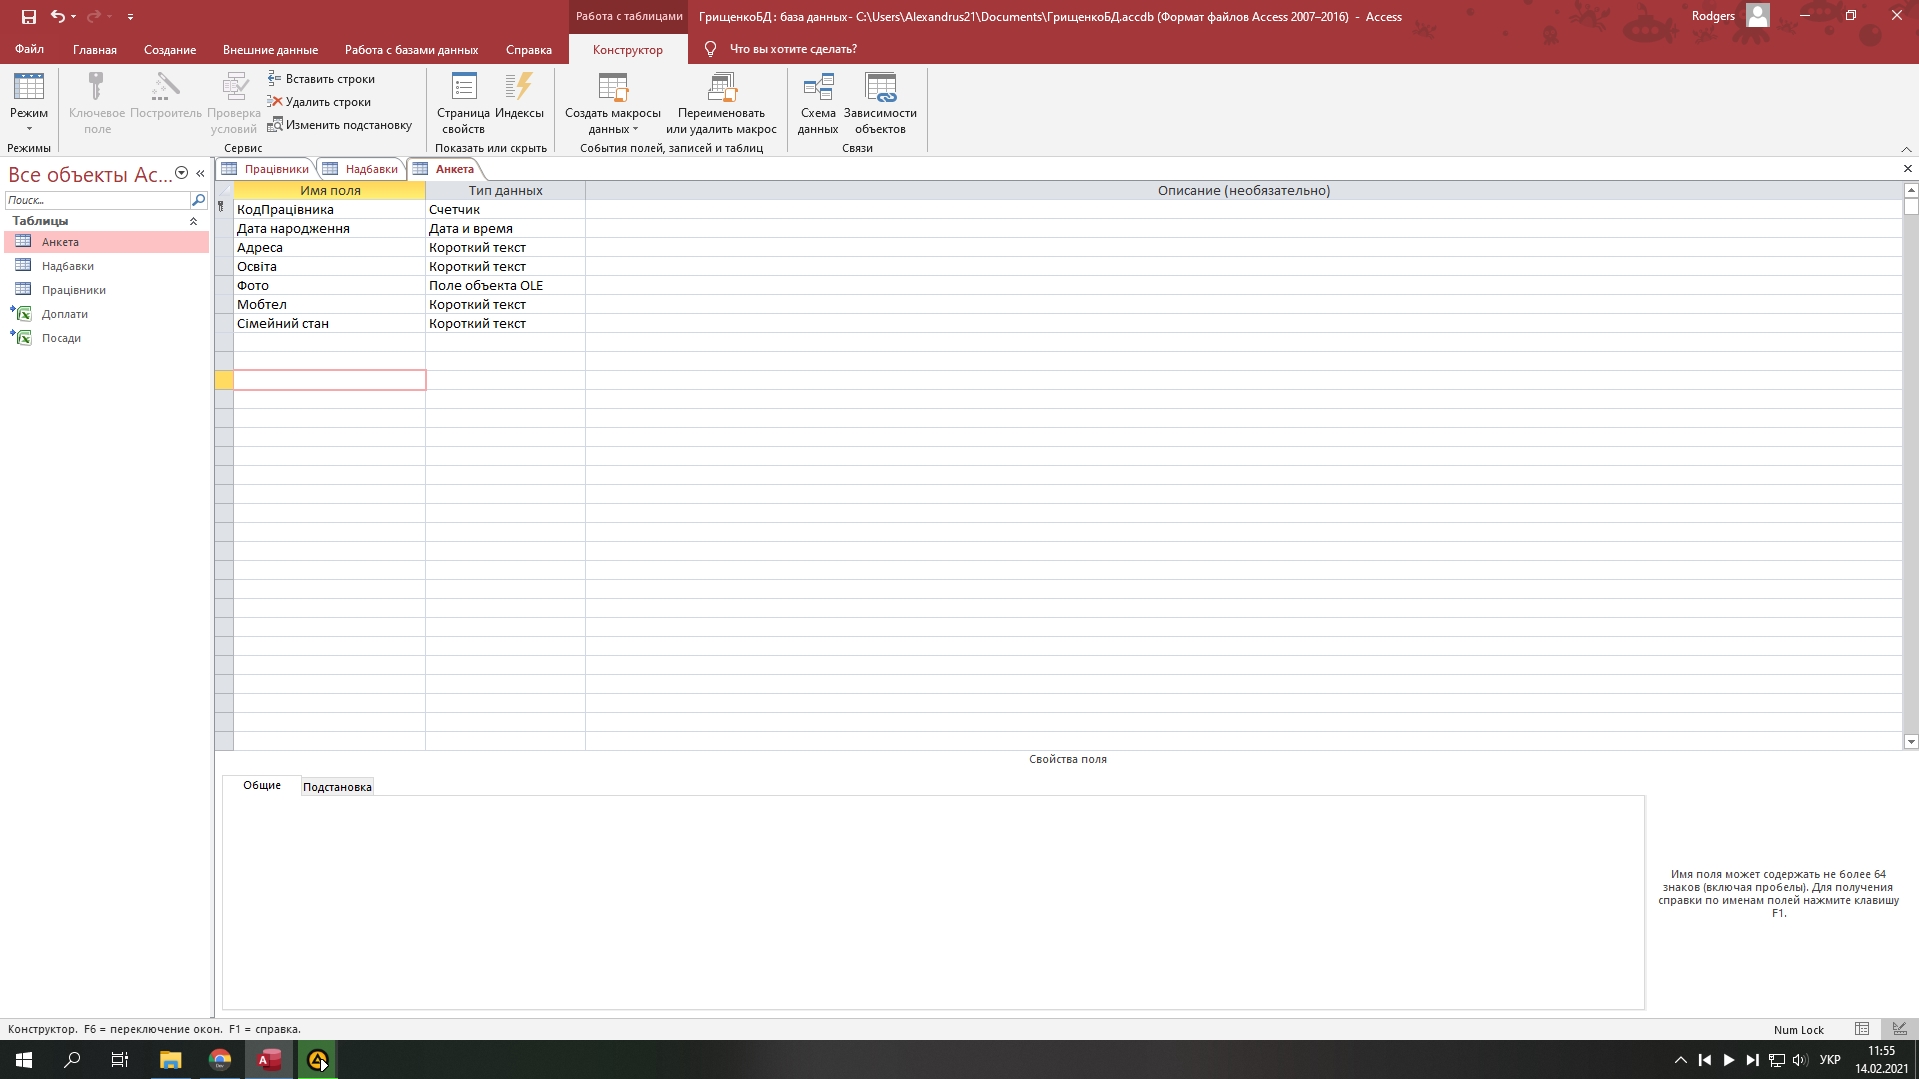 Работа с таблицами
ГрищенкоБД : база данных- C:\Users\Alexandrus21\Documents\ГрищенкоБД.accdb (Формат файлов Access 2007–2016) - Access
Rodgers
Файл
Главная
Создание
Внешние данные
Работа с базами данных
Справка
Конструктор
Что вы хотите сделать?
Режим
Ключевое
поле
Построитель
Проверка
условий
Вставить строки
Удалить строки
Изменить подстановку
Страница
свойств
Индексы
Создать макросы
данных
Переименовать
или удалить макрос
Схема
данных
Зависимости
объектов
Режимы
Сервис
Показать или скрыть
События полей, записей и таблиц
Связи
Все объекты Ac...
Поиск...
Таблицы
Анкета
Надбавки
Працівники
Доплати
Посади
Працівники
Надбавки
Анкета
Имя поля
Тип данных
Описание (необязательно)
КодПрацівника
Счетчик
Дата народження
Дата и время
Адреса
Короткий текст
Освіта
Короткий текст
Фото
Поле объекта OLE
Мобтел
Короткий текст
Сімейний стан
Короткий текст
Свойства поля
Общие
Подстановка
Имя поля может содержать не более 64
знаков (включая пробелы). Для получения
справки по именам полей нажмите клавишу
F1.
Конструктор. F6 = переключение окон. F1 = справка.
Num Lock
Dev
A
УКР
11:55
14.02.2021